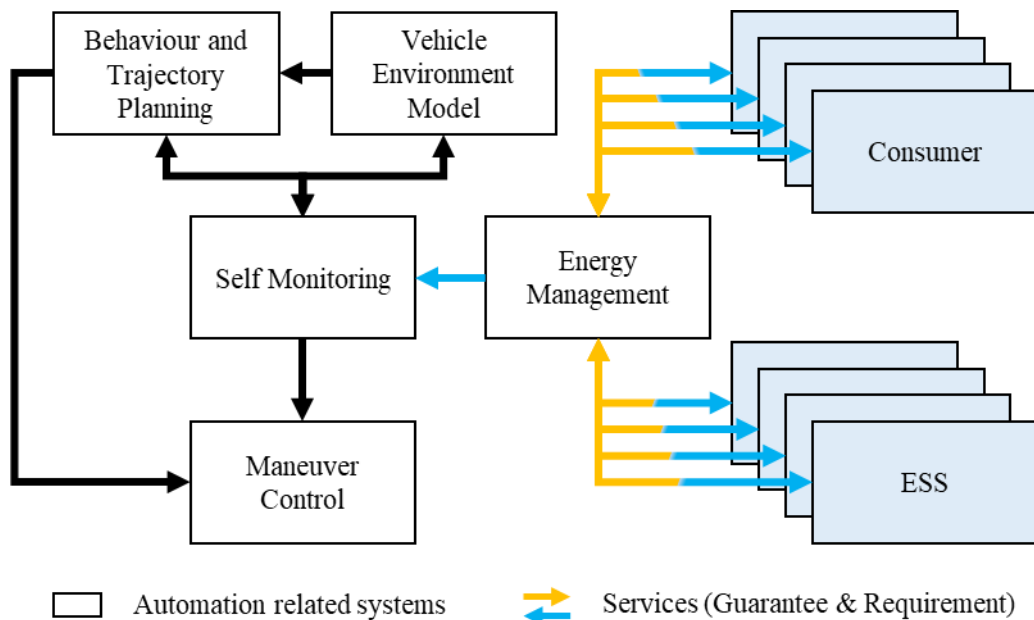 Behaviour and
Trajectory
Planning
Vehicle
Environment
Model
Consumer
Self Monitoring
Energy
Management
Maneuver
Control
ESS
Automation related systems
Services (Guarantee & Requirement)